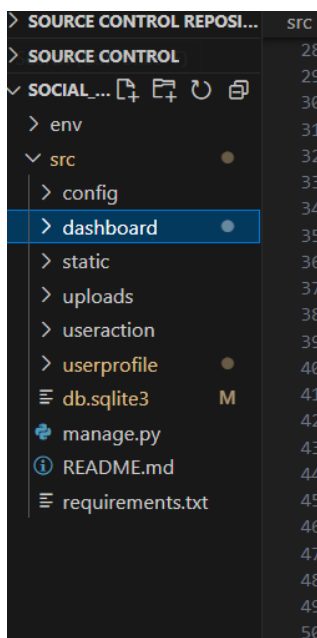 SOURCE CONTROL REPOSI...
SOURCE CONTROL
SOCIAL_...
env
src
config
dashboard
static
uploads
useraction
userprofile
db.sqlite3 M
manage.py
README.md
requirements.txt
src
28
29
30
31
32
33
34
35
36
37
38
39
40
41
42
43
44
45
46
47
48
49
50